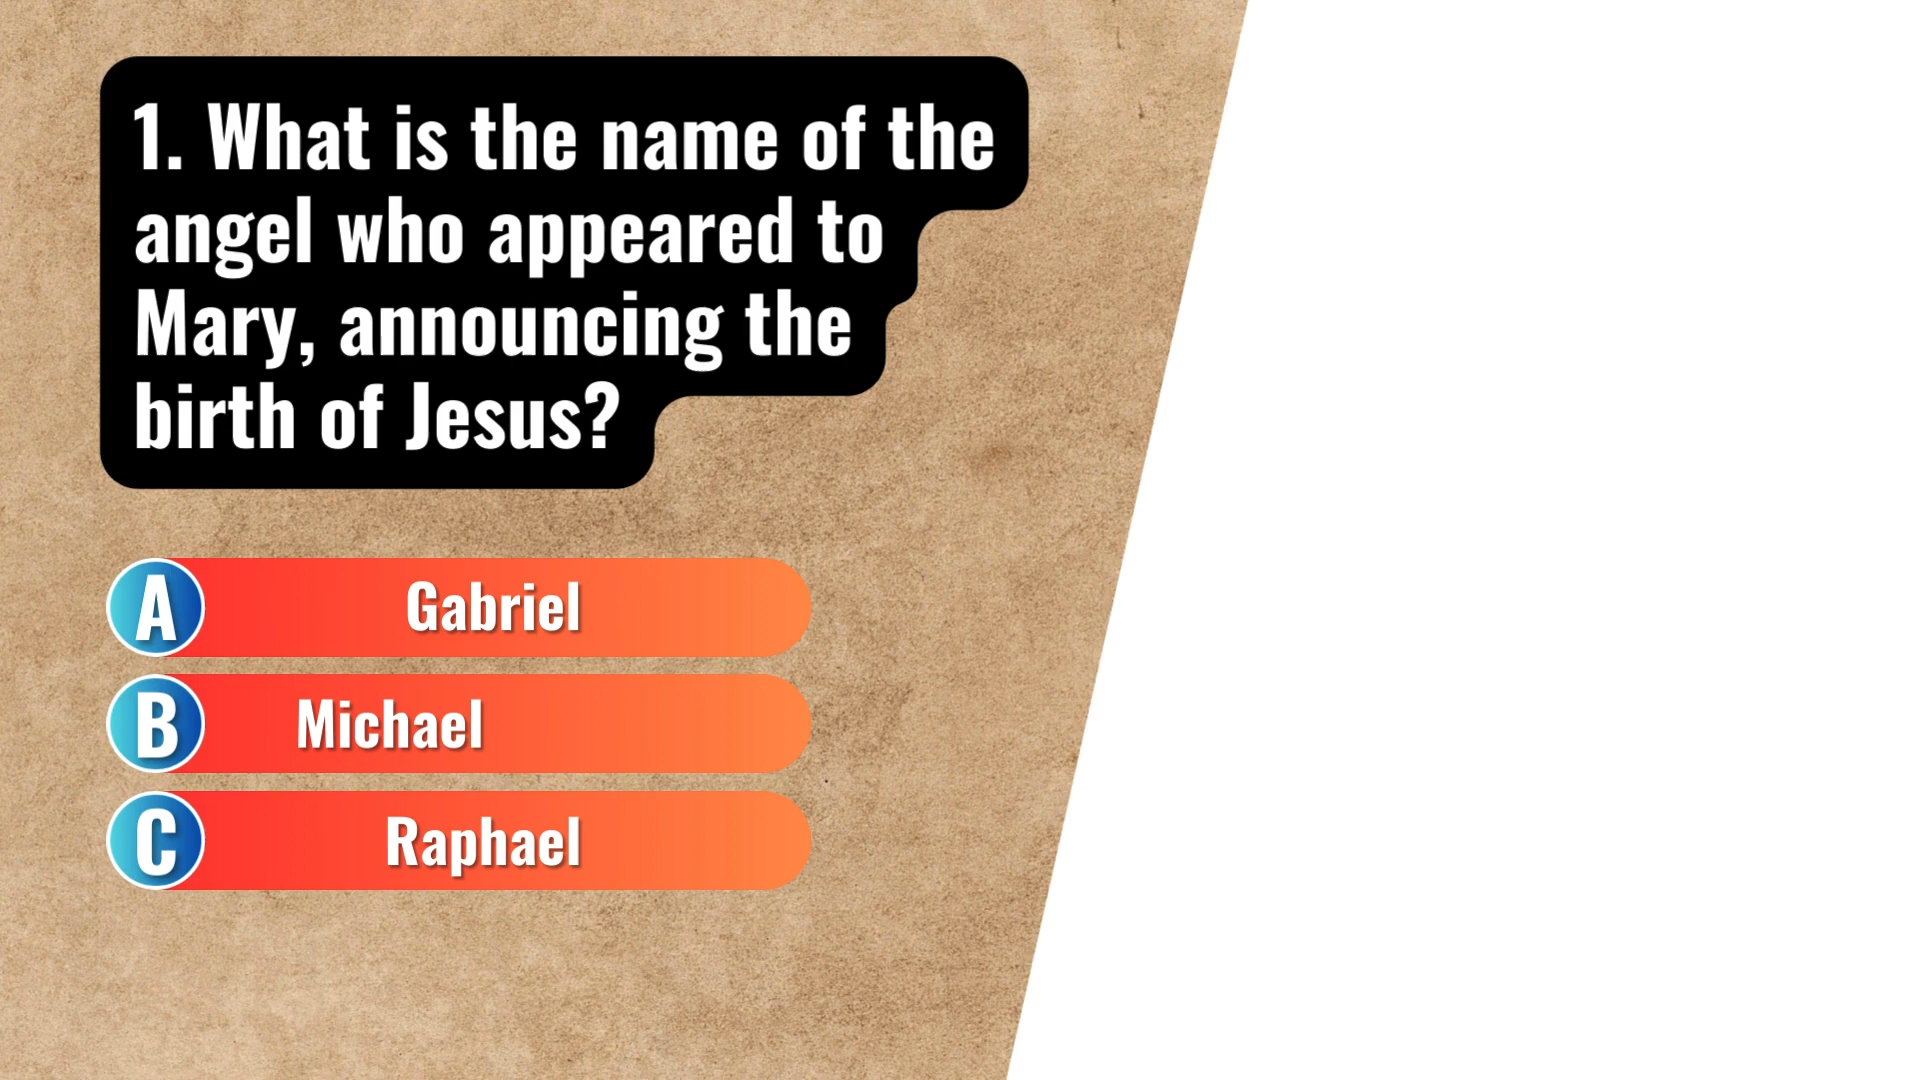 1. What is the name of the
angel who appeared to
Mary, announcing the
birth of Jesus?
A Gabriel
B Michael
C Raphael